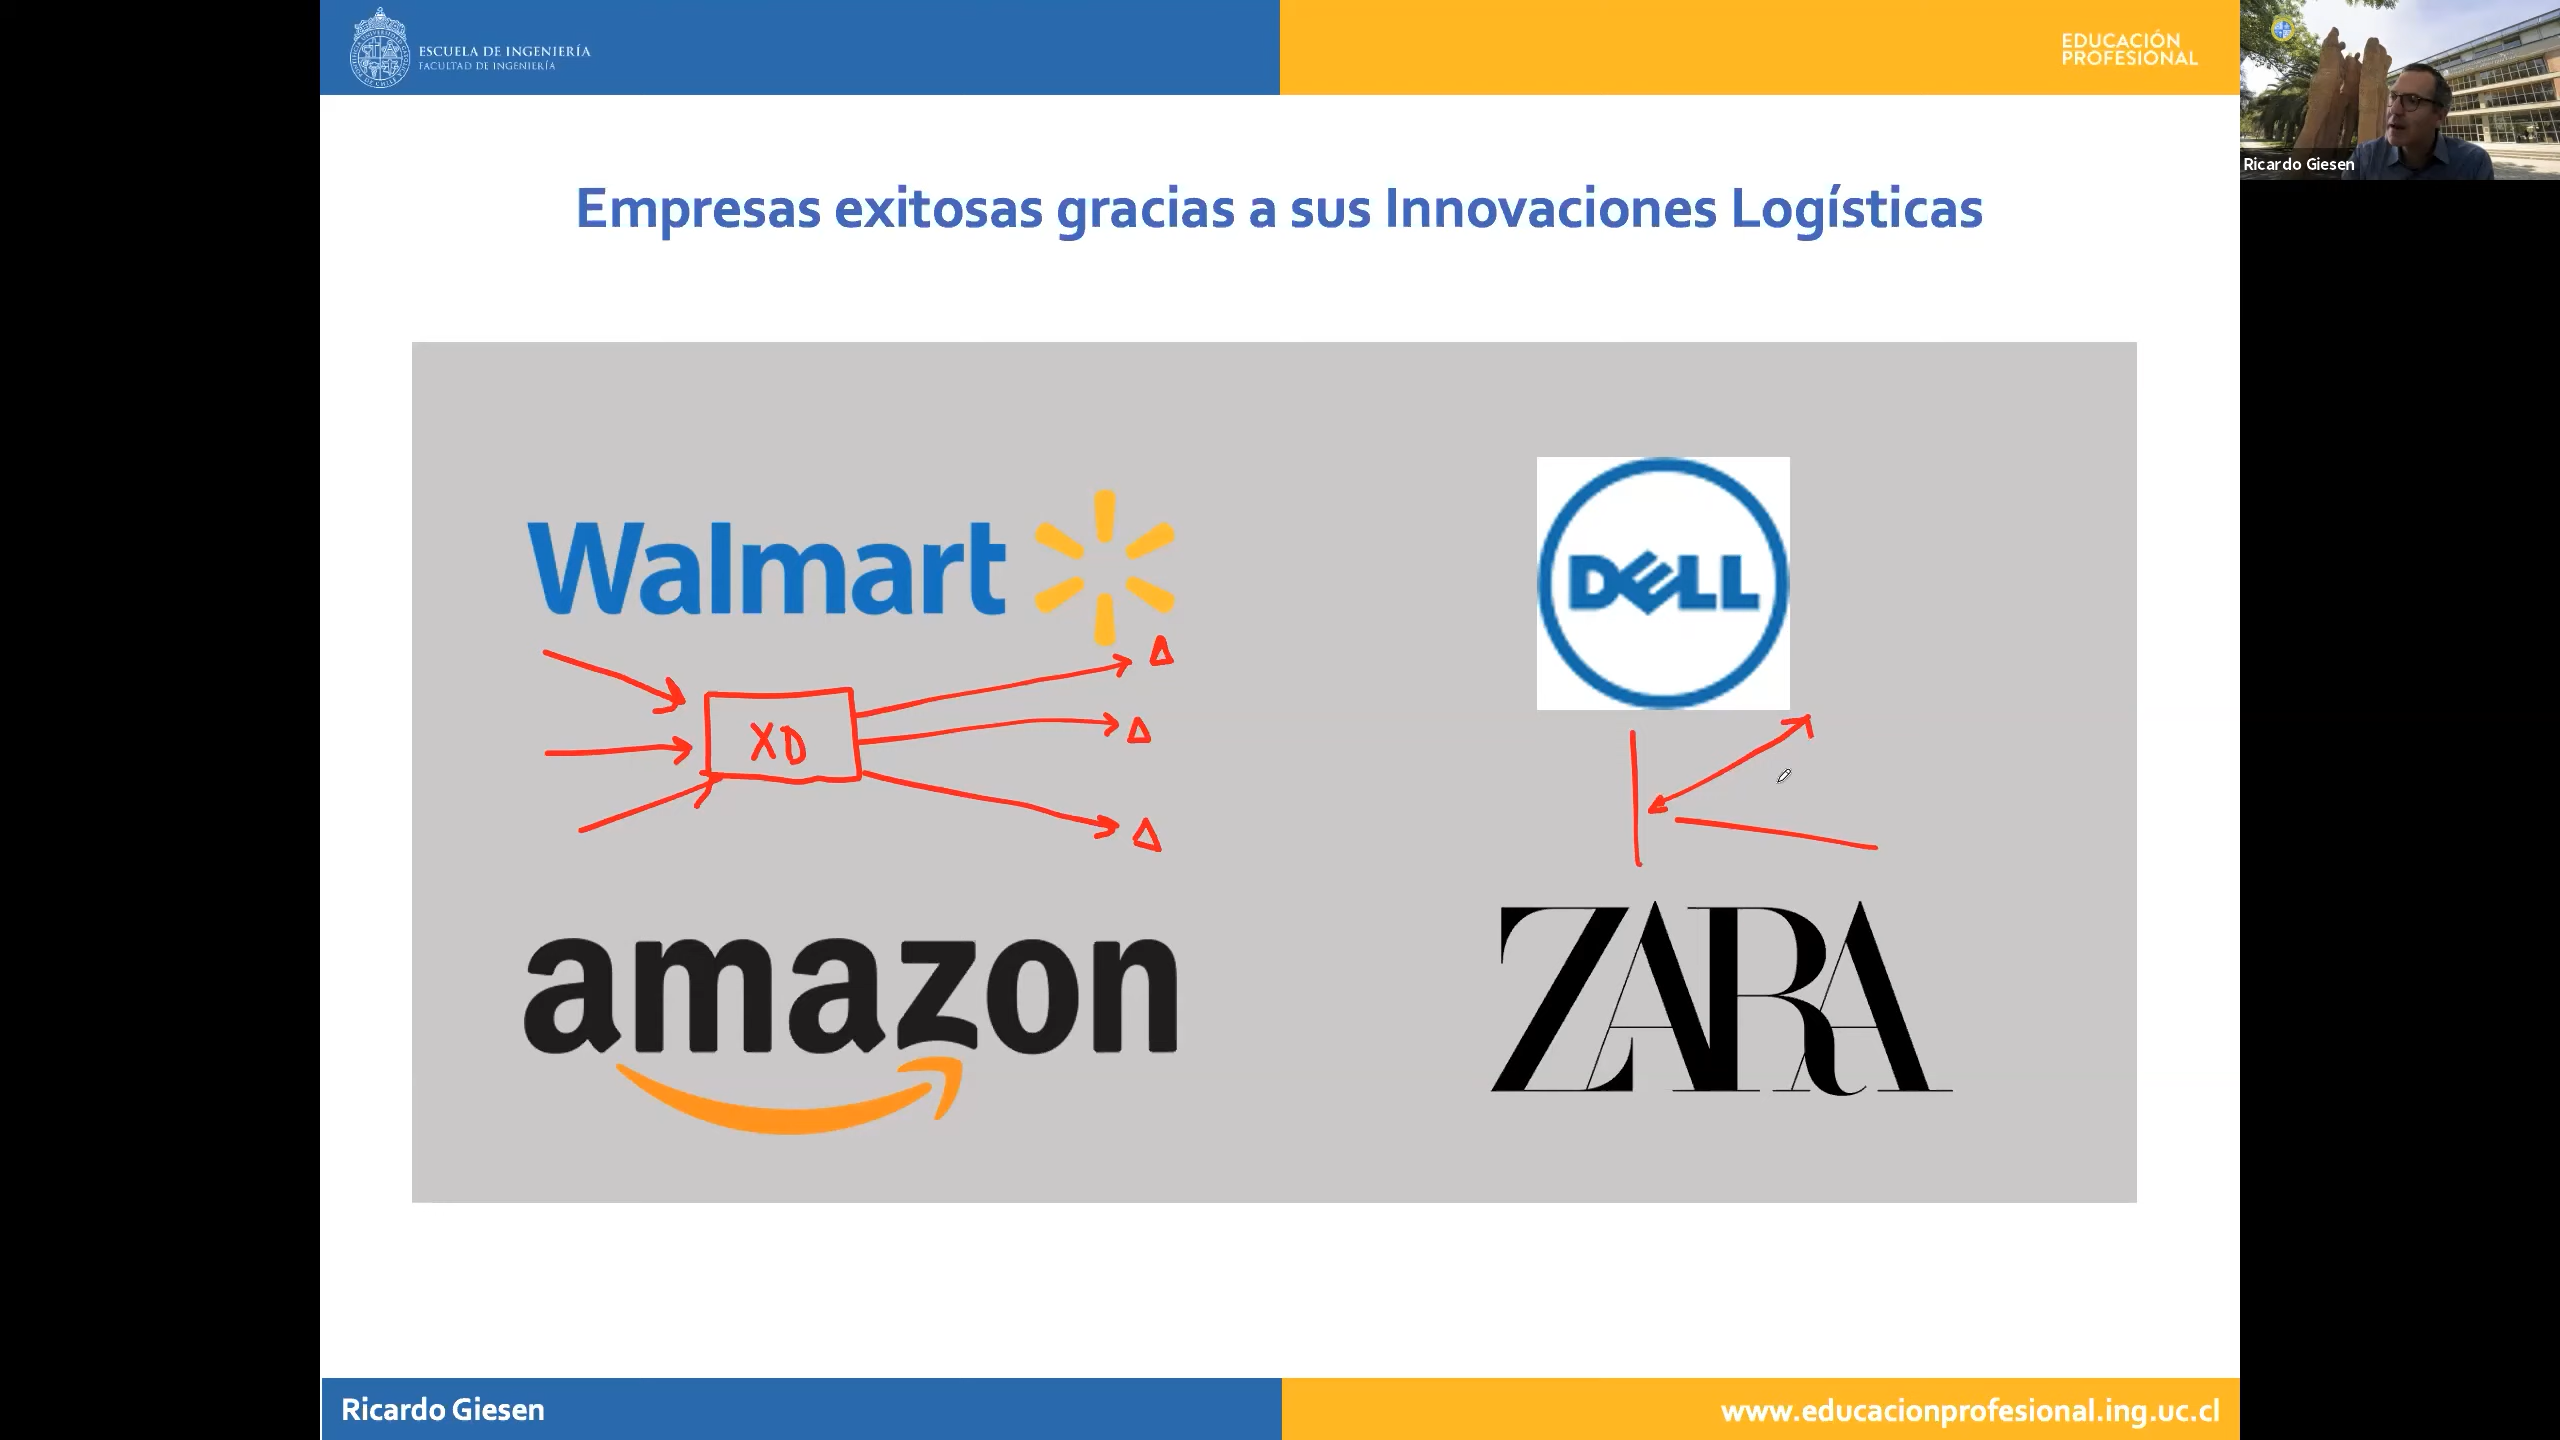 ESCUELA DE INGENIERÍA
FACULTAD DE INGENIERÍA
EDUCACIÓN
PROFESIONAL
Ricardo Giesen
Empresas exitosas gracias a sus Innovaciones Logísticas
Walmart
DELL
XD
amazon
ZARA
Ricardo Giesen
www.educacionprofesional.ing.uc.cl